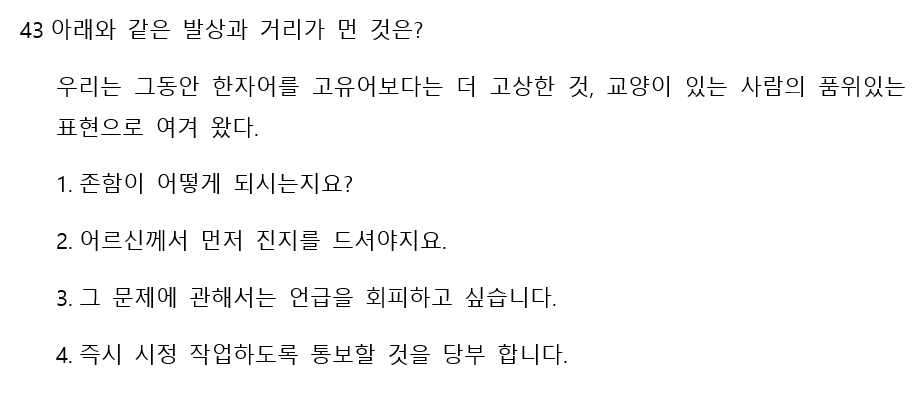 43 아래와 같은 발상과 거리가 먼 것은?
우리는 그동안 한자어를 고유어보다는 더 고상한 것, 교양이 있는 사람의 품위있는
표현으로 여겨 왔다.
1. 존함이 어떻게 되시는지요?
2. 어르신께서 먼저 진지를 드셔야지요.
3. 그 문제에 관해서는 언급을 회피하고 싶습니다.
4. 즉시 시정 작업하도록 통보할 것을 당부 합니다.